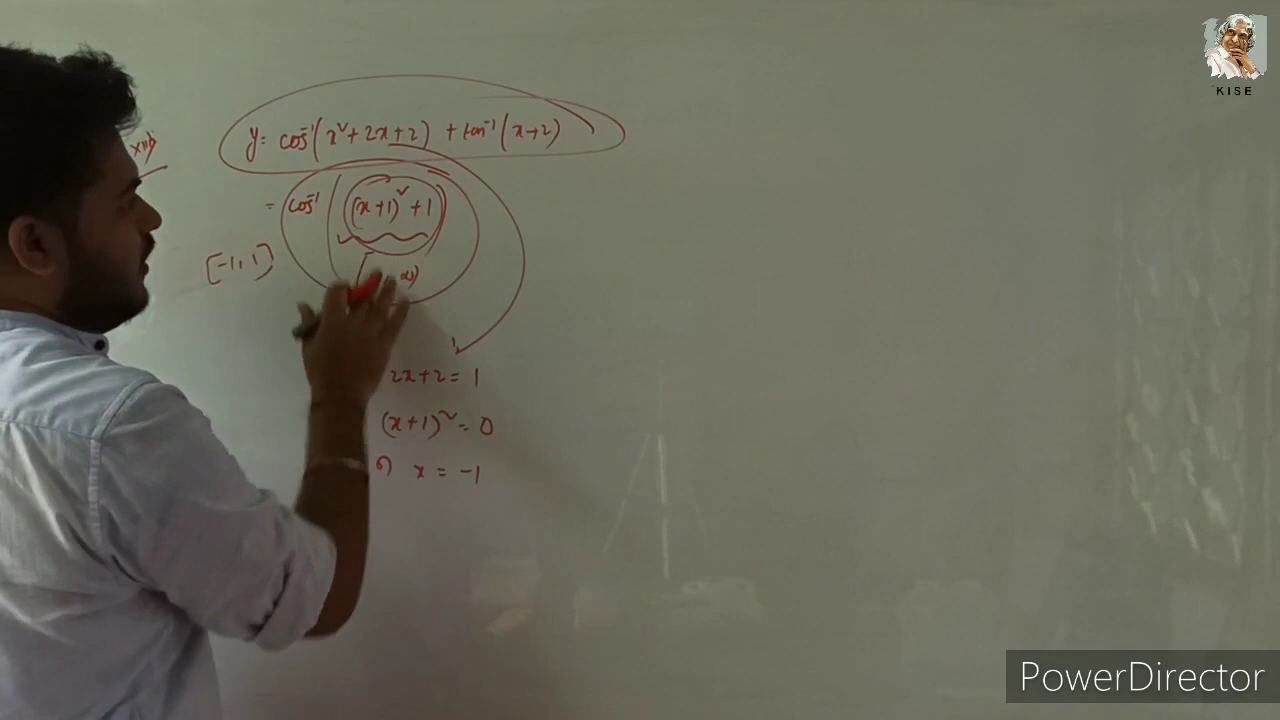 KISE
y = cos⁻¹(x² + 2x + 2) + tan⁻¹(x+2)
= cos⁻¹((x+1)² + 1)
[-1, 1]
2x + 2 = 1
(x+1)² = 0
x = -1
PowerDirector